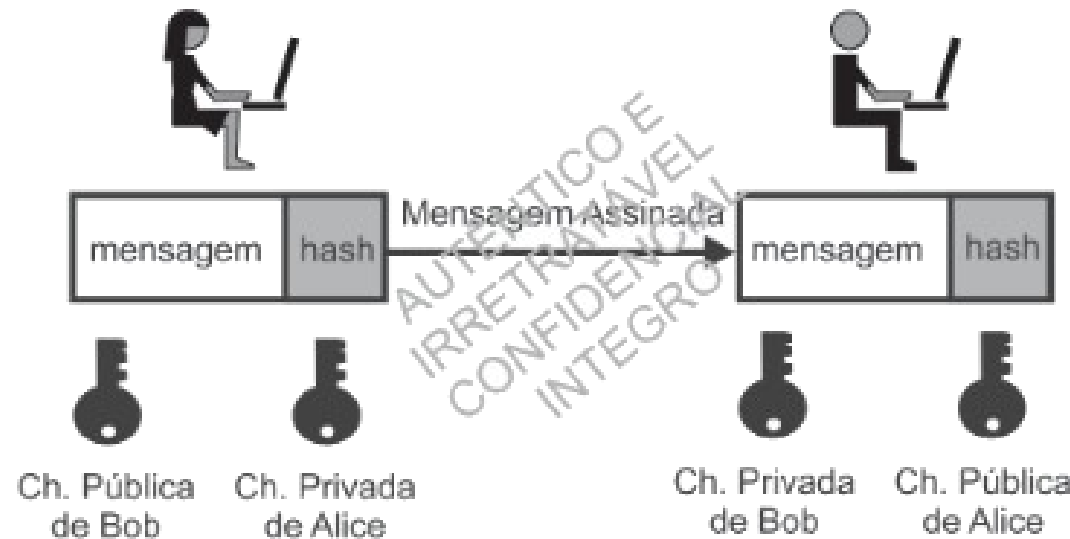 AUTÊNTICO E
IRRETRATÁVEL
CONFIDENCAL
INTEGRO
Mensagem Assinada
mensagem
hash
mensagem
hash
Ch. Pública
de Bob
Ch. Privada
de Alice
Ch. Privada
de Bob
Ch. Pública
de Alice